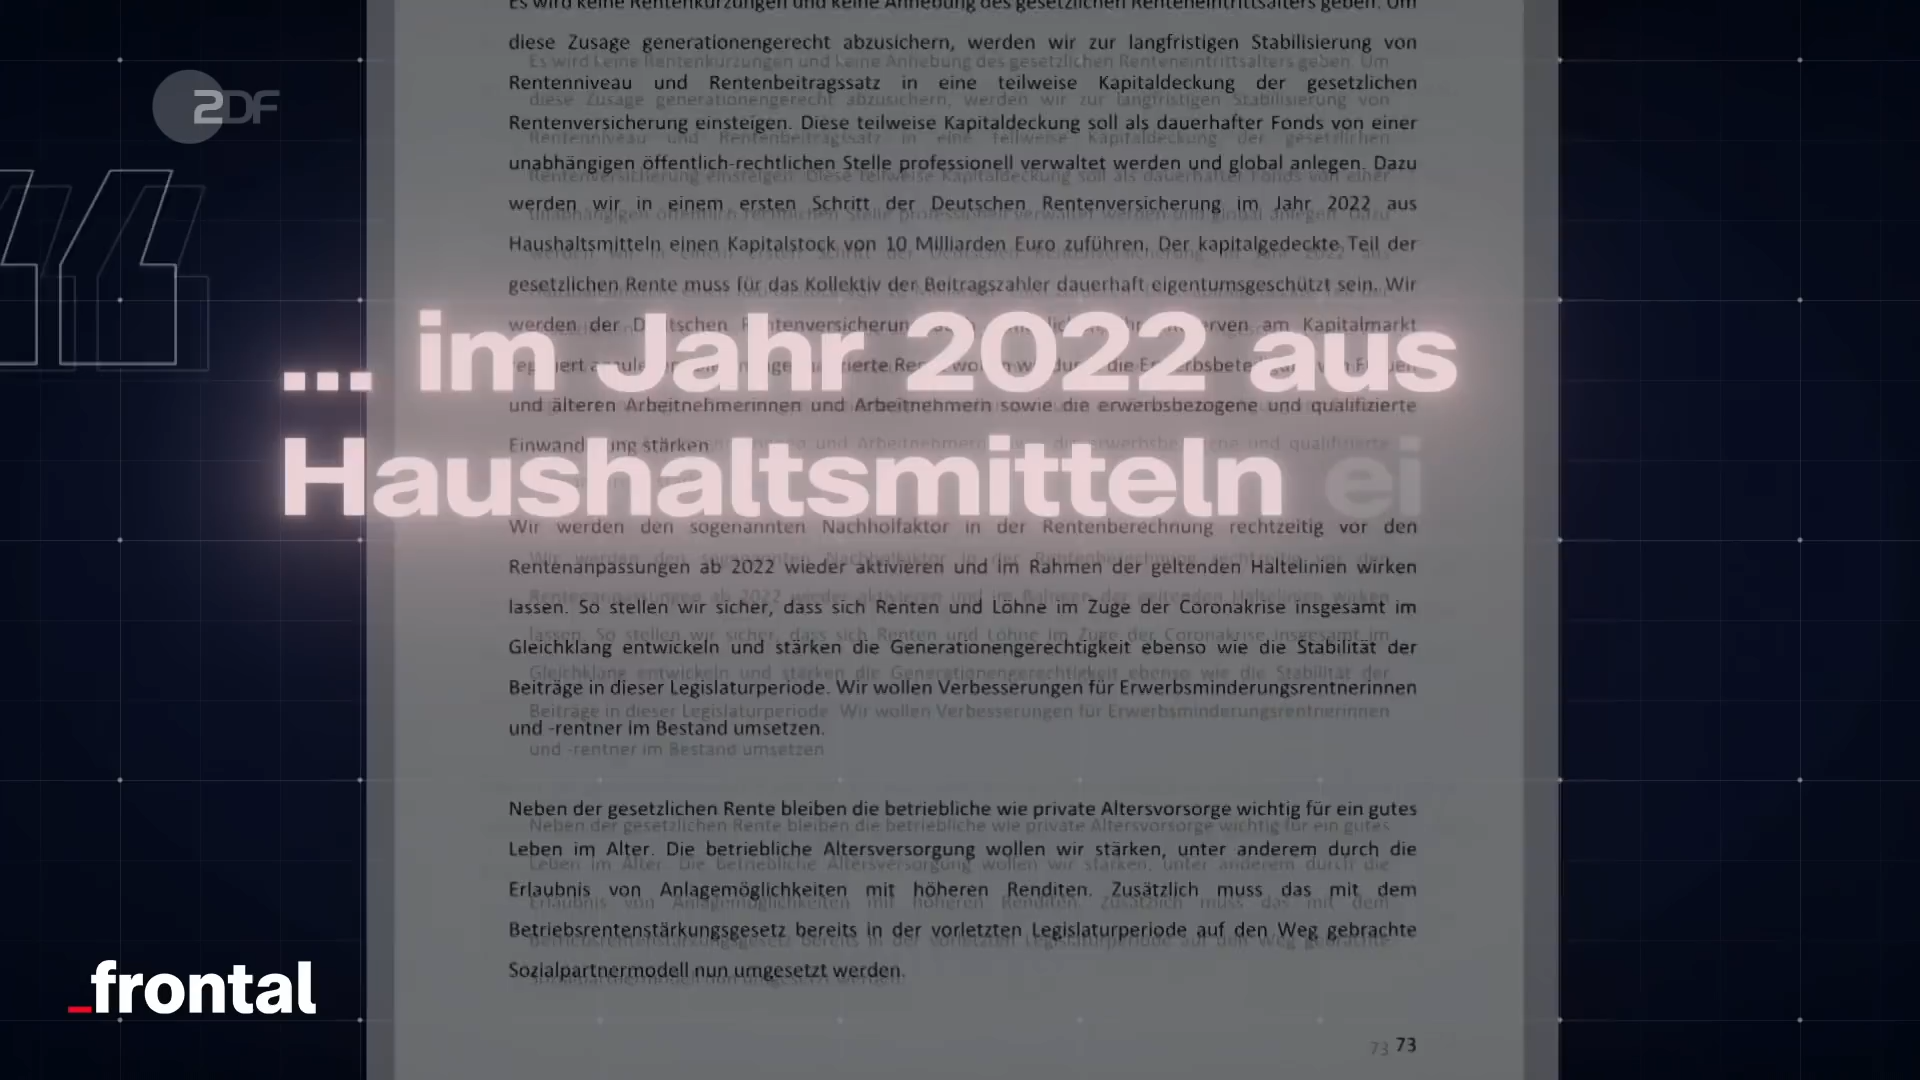 Es wird keine Rentenkürzungen und keine Anhebung des gesetzlichen Renteneintrittsalters geben. Um
diese Zusage generationengerecht abzusichern, werden wir zur langfristigen Stabilisierung von
Rentenniveau und Rentenbeitragssatz in eine teilweise Kapitaldeckung der gesetzlichen
Rentenversicherung einsteigen. Diese teilweise Kapitaldeckung soll als dauerhafter Fonds von einer
unabhängigen öffentlich-rechtlichen Stelle professionell verwaltet werden und global anlegen. Dazu
werden wir in einem ersten Schritt der Deutschen Rentenversicherung im Jahr 2022 aus
Haushaltsmitteln einen Kapitalstock von 10 Milliarden Euro zuführen. Der kapitalgedeckte Teil der
gesetzlichen Rente muss für das Kollektiv der Beitragszahler dauerhaft eigentumsgeschützt sein. Wir
werden der am Kapitalmarkt
und älteren Arbeitnehmerinnen und Arbeitnehmern sowie die erwerbsbezogene und qualifizierte
stärken
Wir werden den sogenannten Nachholfaktor in der Rentenberechnung rechtzeitig vor den
Rentenanpassungen ab 2022 wieder aktivieren und im Rahmen der geltenden Haltelinien wirken
lassen. So stellen wir sicher, dass sich Renten und Löhne im Zuge der Coronakrise insgesamt im
Gleichklang entwickeln und stärken die Generationengerechtigkeit ebenso wie die Stabilität der
Beiträge in dieser Legislaturperiode. Wir wollen Verbesserungen für Erwerbsminderungsrentnerinnen
und -rentner im Bestand umsetzen.
Neben der gesetzlichen Rente bleiben die betriebliche wie private Altersvorsorge wichtig für ein gutes
Leben im Alter. Die betriebliche Altersversorgung wollen wir stärken, unter anderem durch die
Erlaubnis von Anlagemöglichkeiten mit höheren Renditen. Zusätzlich muss das mit dem
Betriebsrentenstärkungsgesetz bereits in der vorletzten Legislaturperiode auf den Weg gebrachte
Sozialpartnermodell nun umgesetzt werden.
73
ZDF
... im Jahr 2022 aus
Haushaltsmitteln ei
_frontal